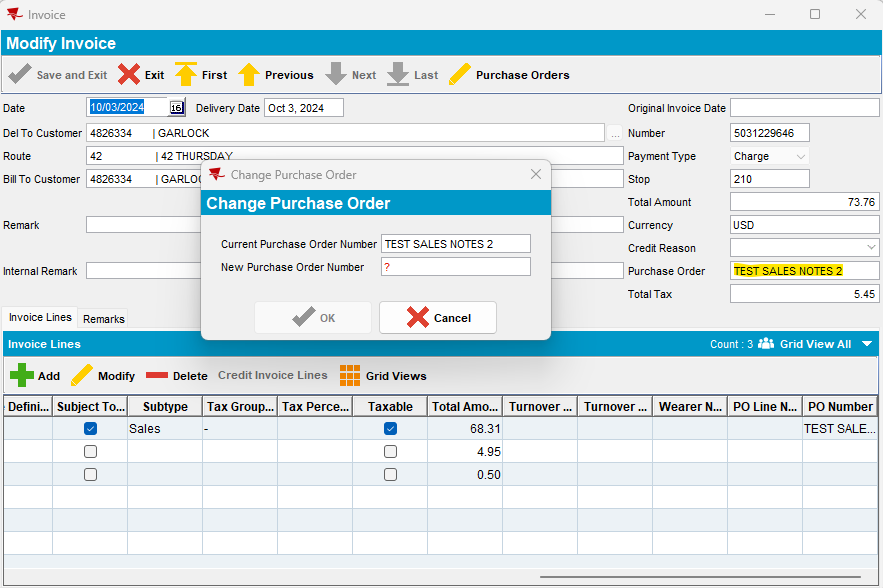 Invoice
Modify Invoice
Save and Exit Exit First Previous Next Last Purchase Orders
Date 10/03/2024 16 Delivery Date Oct 3, 2024 Original Invoice Date
Del To Customer 4826334 | GARLOCK ... Number 5031229646
Route 42 | 42 THURSDAY Payment Type Charge
Bill To Customer 4826334 | GARLOC Stop 210
Total Amount 73.76
Remark Currency USD
Credit Reason
Internal Remark Purchase Order TEST SALES NOTES 2
Total Tax 5.45
Change Purchase Order
Change Purchase Order
Current Purchase Order Number TEST SALES NOTES 2
New Purchase Order Number ?
OK Cancel
Invoice Lines Remarks
Invoice Lines Count : 3 Grid View All
Add Modify Delete Credit Invoice Lines Grid Views
Defini... Subject To... Subtype Tax Group... Tax Perce... Taxable Total Amo... Turnover ... Turnover ... Wearer N... PO Line N... PO Number
Sales - 68.31 TEST SALE...
4.95
0.50